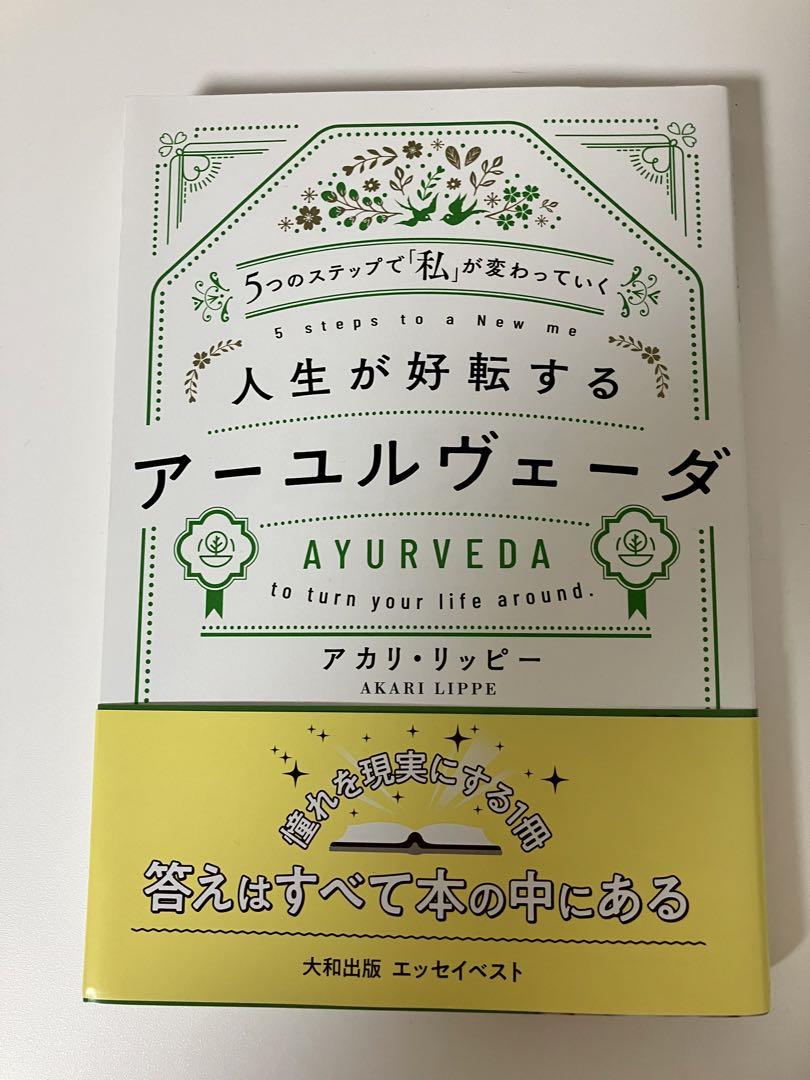 5つのステップで「私」が変わっていく
5 steps to a New me
人生が好転する
アーユルヴェーダ
AYURVEDA
to turn your life around.
アカリ・リッピー
AKARI LIPPE
憧れを現実にする1冊
答えはすべて本の中にある
大和出版 エッセイベスト